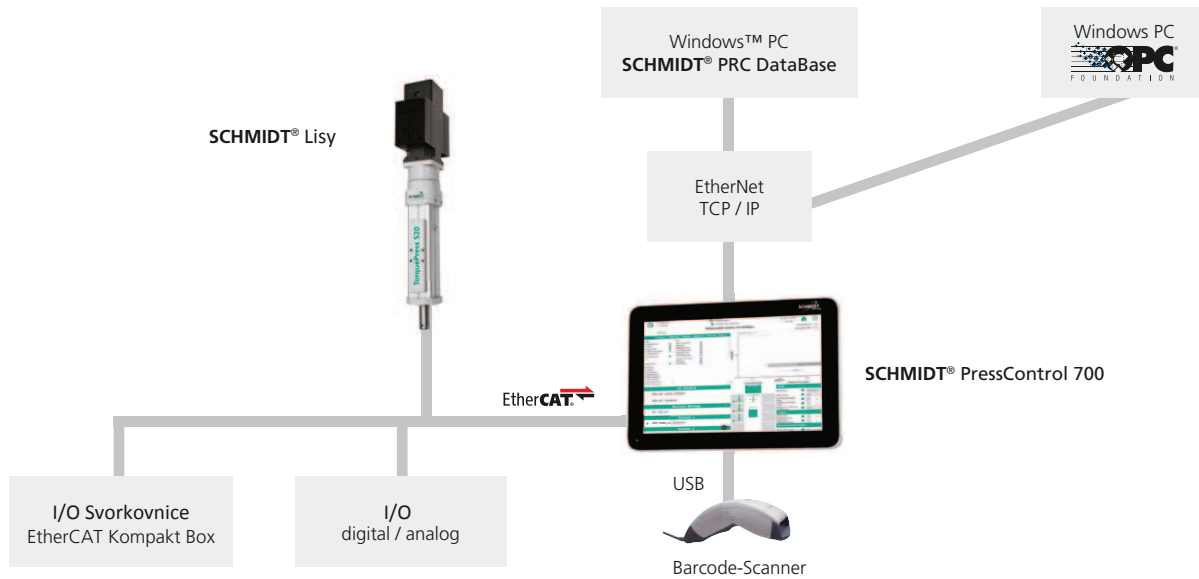 Windows™ PC
SCHMIDT® PRC DataBase
Windows PC
OPC®
FOUNDATION
SCHMIDT® Lisy
EtherNet
TCP / IP
TorquePress 520
SCHMIDT
SCHMIDT® PressControl 700
EtherCAT®
USB
I/O Svorkovnice
EtherCAT Kompakt Box
I/O
digital / analog
Barcode-Scanner